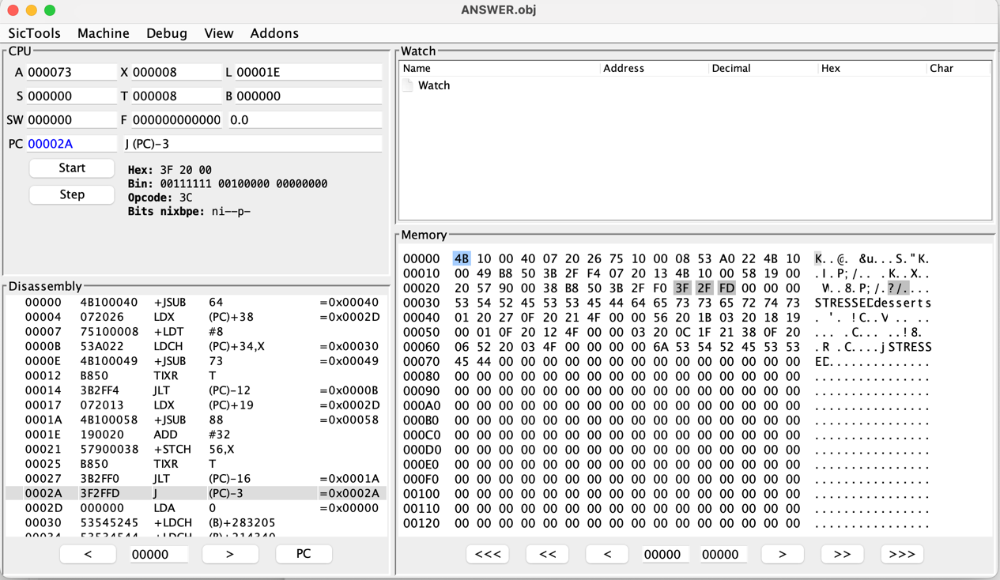 ANSWER.obj
SicTools Machine Debug View Addons
CPU
A 000073 X 000008 L 00001E
S 000000 T 000008 B 000000
SW 000000 F 000000000000 0.0
PC 00002A J (PC)-3
Start
Step
Hex: 3F 20 00
Bin: 00111111 00100000 00000000
Opcode: 3C
Bits nixbpe: ni--p-
Disassembly
00000 4B100040 +JSUB 64 =0x00040
00004 072026 LDX (PC)+38 =0x0002D
00007 75100008 +LDT #8
0000B 53A022 LDCH (PC)+34,X =0x00030
0000E 4B100049 +JSUB 73 =0x00049
00012 B850 TIXR T
00014 3B2FF4 JLT (PC)-12 =0x0000B
00017 072013 LDX (PC)+19 =0x0002D
0001A 4B100058 +JSUB 88 =0x00058
0001E 190020 ADD #32
00021 57900038 +STCH 56,X
00025 B850 TIXR T
00027 3B2FF0 JLT (PC)-16 =0x0001A
0002A 3F2FFD J (PC)-3 =0x0002A
0002D 000000 LDA 0 =0x00000
00030 53545245 +LDCH (B)+283205
00034 53534544 +LDCH (B)+214340
< 00000 > PC
Watch
Name Address Decimal Hex Char
Watch
Memory
00000 4B 10 00 40 07 20 26 75 10 00 08 53 A0 22 4B 10 K..@. &u...S."K.
00010 00 49 B8 50 3B 2F F4 07 20 13 4B 10 00 58 19 00 .I.P;/.. .K..X..
00020 20 57 90 00 38 B8 50 3B 2F F0 3F 2F FD 00 00 00  W..8.P;/.?/....
00030 53 54 52 45 53 53 45 44 64 65 73 73 65 72 74 73 STRESSEDdesserts
00040 01 20 27 0F 20 21 4F 00 00 56 20 1B 03 20 18 19 . '. !O..V .. ..
00050 00 01 0F 20 12 4F 00 00 03 20 0C 1F 21 38 0F 20 ... .O... ..!8.
00060 06 52 20 03 4F 00 00 00 00 6A 53 54 52 45 53 53 .R .O....jSTRESS
00070 45 44 00 00 00 00 00 00 00 00 00 00 00 00 00 00 ED..............
00080 00 00 00 00 00 00 00 00 00 00 00 00 00 00 00 00 ................
00090 00 00 00 00 00 00 00 00 00 00 00 00 00 00 00 00 ................
000A0 00 00 00 00 00 00 00 00 00 00 00 00 00 00 00 00 ................
000B0 00 00 00 00 00 00 00 00 00 00 00 00 00 00 00 00 ................
000C0 00 00 00 00 00 00 00 00 00 00 00 00 00 00 00 00 ................
000D0 00 00 00 00 00 00 00 00 00 00 00 00 00 00 00 00 ................
000E0 00 00 00 00 00 00 00 00 00 00 00 00 00 00 00 00 ................
000F0 00 00 00 00 00 00 00 00 00 00 00 00 00 00 00 00 ................
00100 00 00 00 00 00 00 00 00 00 00 00 00 00 00 00 00 ................
00110 00 00 00 00 00 00 00 00 00 00 00 00 00 00 00 00 ................
00120 00 00 00 00 00 00 00 00 00 00 00 00 00 00 00 00 ................
<<< << < 00000 00000 > >> >>>